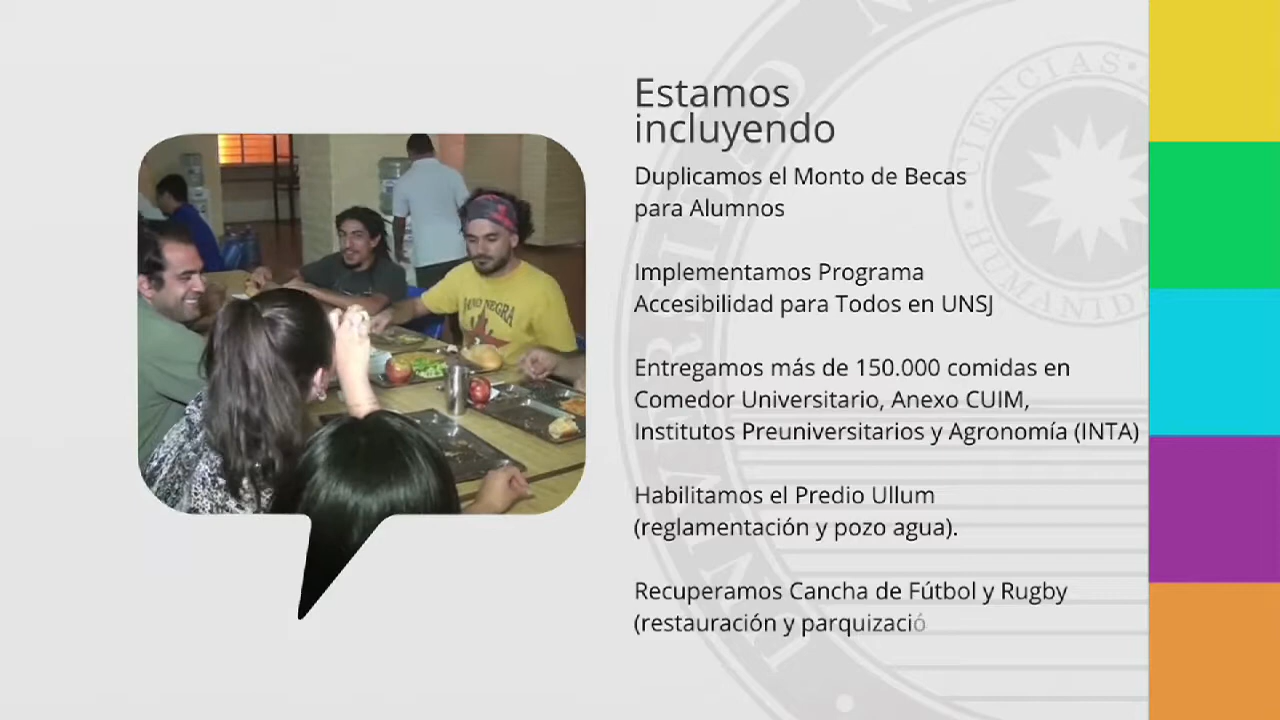 Estamos
incluyendo
Duplicamos el Monto de Becas
para Alumnos
Implementamos Programa
Accesibilidad para Todos en UNSJ
Entregamos más de 150.000 comidas en
Comedor Universitario, Anexo CUIM,
Institutos Preuniversitarios y Agronomía (INTA)
Habilitamos el Predio Ullum
(reglamentación y pozo agua).
Recuperamos Cancha de Fútbol y Rugby
(restauración y parquizació
CIENCIAS
NEGRA